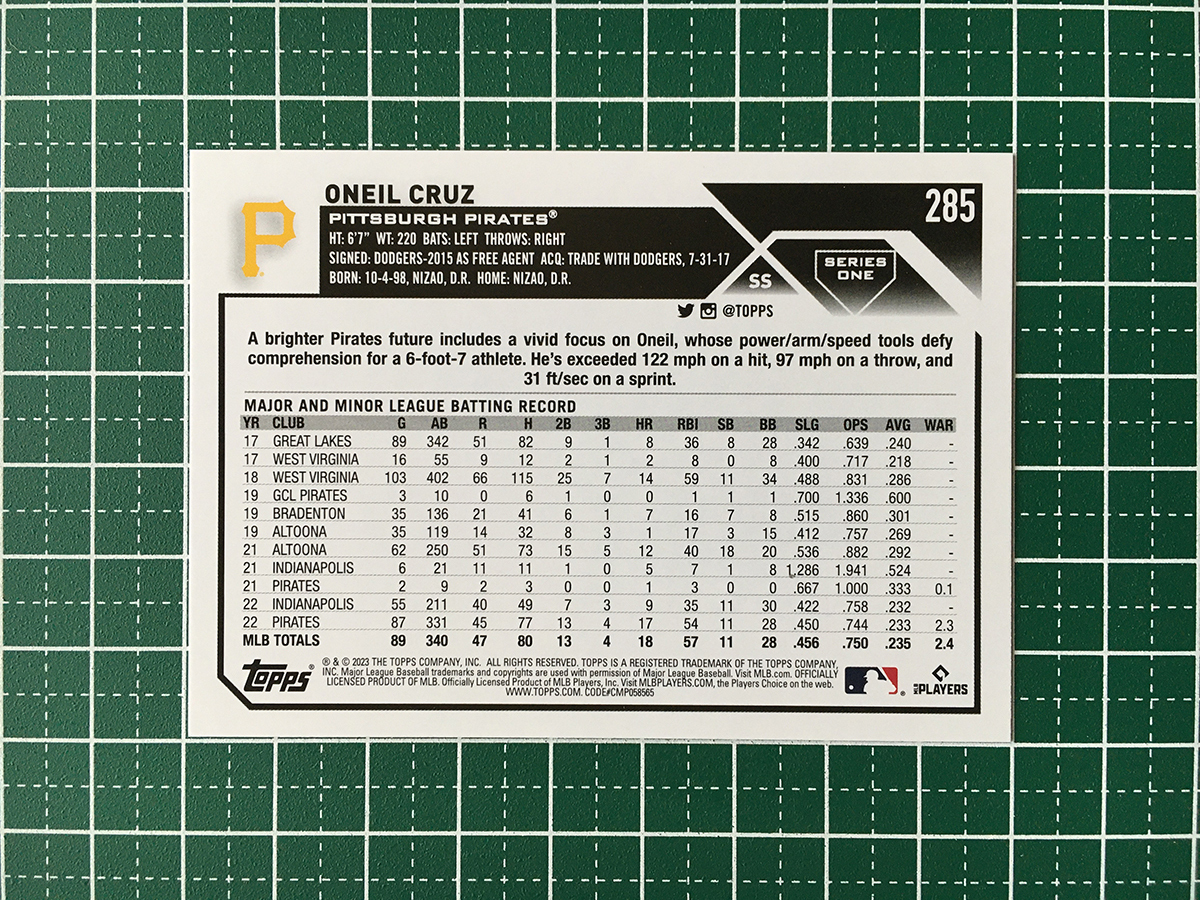 ONEIL CRUZ
285
PITTSBURGH PIRATES®
HT: 6'7" WT: 220 BATS: LEFT THROWS: RIGHT
SIGNED: DODGERS-2015 AS FREE AGENT ACQ: TRADE WITH DODGERS, 7-31-17
BORN: 10-4-98, NIZAO, D.R. HOME: NIZAO, D.R.
SS
SERIES
ONE
@TOPPS
A brighter Pirates future includes a vivid focus on Oneil, whose power/arm/speed tools defy
comprehension for a 6-foot-7 athlete. He's exceeded 122 mph on a hit, 97 mph on a throw, and
31 ft/sec on a sprint.
MAJOR AND MINOR LEAGUE BATTING RECORD
YR CLUB G AB R H 2B 3B HR RBI SB BB SLG OPS AVG WAR
17 GREAT LAKES 89 342 51 82 9 1 8 36 8 28 .342 .639 .240 -
17 WEST VIRGINIA 16 55 9 12 2 1 2 8 0 8 .400 .717 .218 -
18 WEST VIRGINIA 103 402 66 115 25 7 14 59 11 34 .488 .831 .286 -
19 GCL PIRATES 3 10 0 6 1 0 0 1 1 1 .700 1.336 .600 -
19 BRADENTON 35 136 21 41 6 1 7 16 7 8 .515 .860 .301 -
19 ALTOONA 35 119 14 32 8 3 1 17 3 15 .412 .757 .269 -
21 ALTOONA 62 250 51 73 15 5 12 40 18 20 .536 .882 .292 -
21 INDIANAPOLIS 6 21 11 11 1 0 5 7 1 8 1.286 1.941 .524 -
21 PIRATES 2 9 2 3 0 0 1 3 0 0 .667 1.000 .333 0.1
22 INDIANAPOLIS 55 211 40 49 7 3 9 35 11 30 .422 .758 .232 -
22 PIRATES 87 331 45 77 13 4 17 54 11 28 .450 .744 .233 2.3
MLB TOTALS 89 340 47 80 13 4 18 57 11 28 .456 .750 .235 2.4
Topps®
® & © 2023 THE TOPPS COMPANY, INC. ALL RIGHTS RESERVED. TOPPS IS A REGISTERED TRADEMARK OF THE TOPPS COMPANY,
INC. Major League Baseball trademarks and copyrights are used with permission of Major League Baseball. Visit MLB.com. OFFICIALLY
LICENSED PRODUCT OF MLB. Officially Licensed Product of MLB Players, Inc. Visit MLBPLAYERS.COM, the Players Choice on the web.
WWW.TOPPS.COM. CODE#CMP058565
PLAYERS